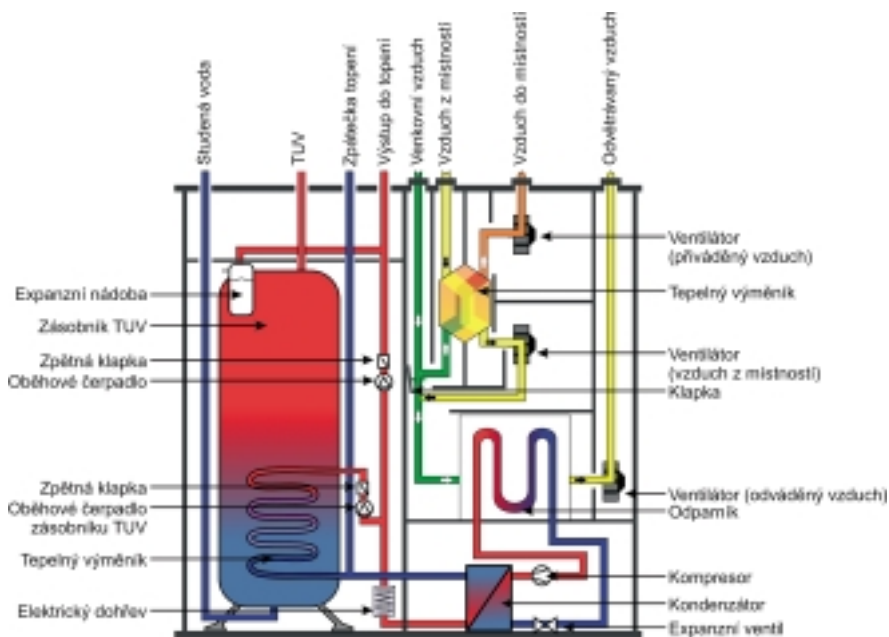 Studená voda
TUV
Zpátečka topení
Výstup do topení
Venkovní vzduch
Vzduch z místností
Vzduch do místností
Odvětrávaný vzduch
Expanzní nádoba
Zásobník TUV
Zpětná klapka
Oběhové čerpadlo
Zpětná klapka
Oběhové čerpadlo
zásobníku TUV
Tepelný výměník
Elektrický dohřev
Ventilátor
(přiváděný vzduch)
Tepelný výměník
Ventilátor
(vzduch z místností)
Klapka
Ventilátor (odváděný vzduch)
Odparník
Kompresor
Kondenzátor
Expanzní ventil